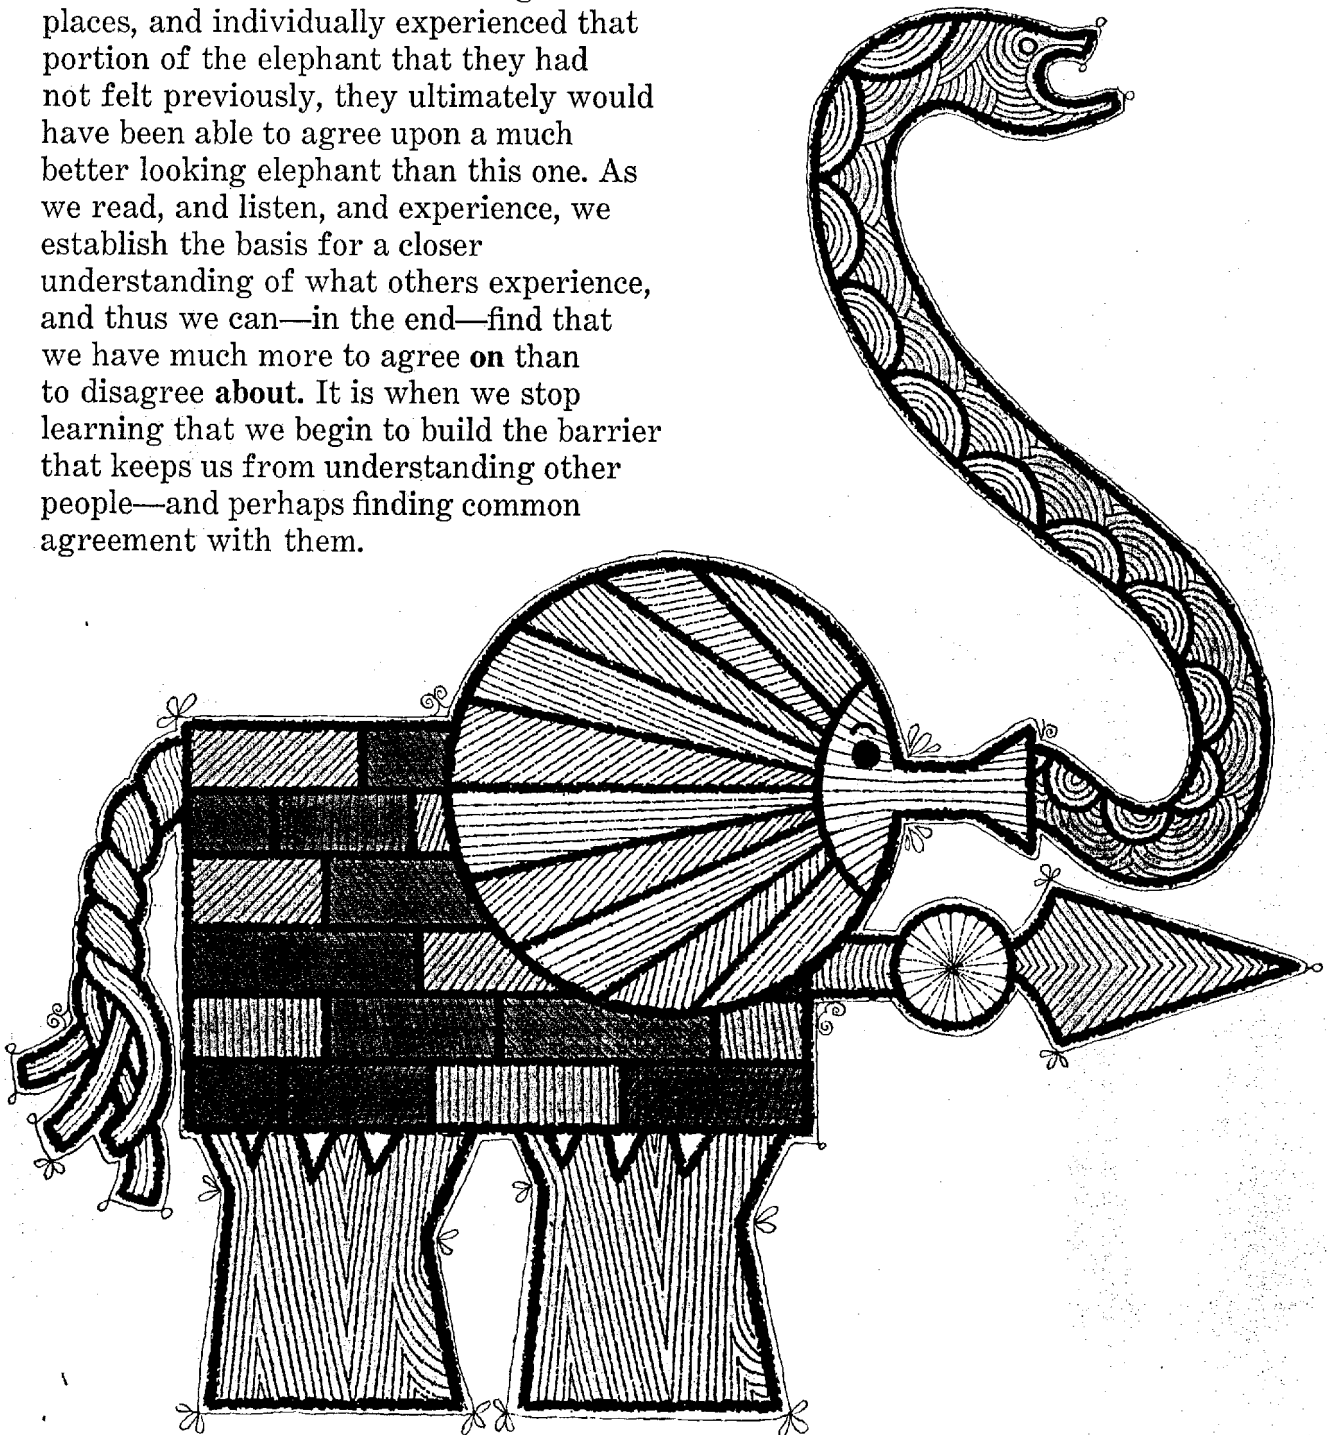 places, and individually experienced that
portion of the elephant that they had
not felt previously, they ultimately would
have been able to agree upon a much
better looking elephant than this one. As
we read, and listen, and experience, we
establish the basis for a closer
understanding of what others experience,
and thus we can—in the end—find that
we have much more to agree on than
to disagree about. It is when we stop
learning that we begin to build the barrier
that keeps us from understanding other
people—and perhaps finding common
agreement with them.